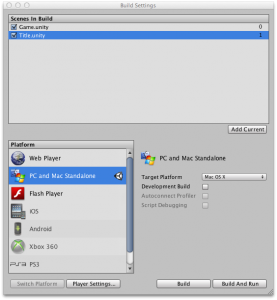 Build Settings
Scenes In Build
Game.unity 0
Title.unity 1
Add Current
Platform
Web Player
PC and Mac Standalone
Flash Player
iOS
Android
Xbox 360
PS3 PS3
PC and Mac Standalone
Target Platform Mac OS X
Development Build
Autoconnect Profiler
Script Debugging
Switch Platform
Player Settings...
Build
Build And Run